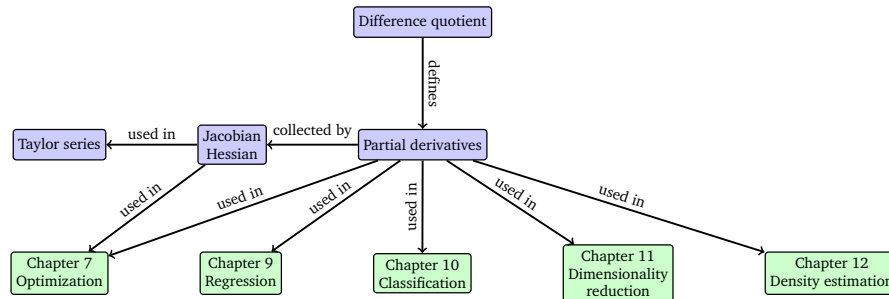 Difference quotient
defines
Taylor series
used in
Jacobian
Hessian
collected by
Partial derivatives
used in
used in
used in
used in
used in
used in
Chapter 7
Optimization
Chapter 9
Regression
Chapter 10
Classification
Chapter 11
Dimensionality
reduction
Chapter 12
Density estimation